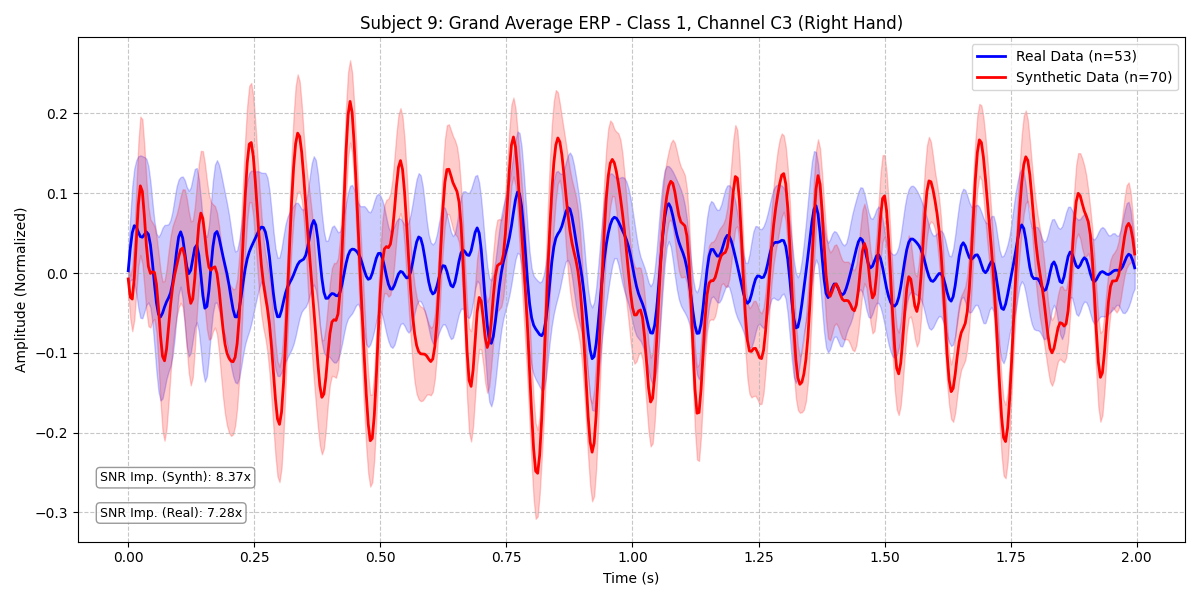 Subject 9: Grand Average ERP - Class 1, Channel C3 (Right Hand)
Real Data (n=53)
Synthetic Data (n=70)
Amplitude (Normalized)
0.2
0.1
0.0
−0.1
−0.2
−0.3
SNR Imp. (Synth): 8.37x
SNR Imp. (Real): 7.28x
0.00 0.25 0.50 0.75 1.00 1.25 1.50 1.75 2.00
Time (s)